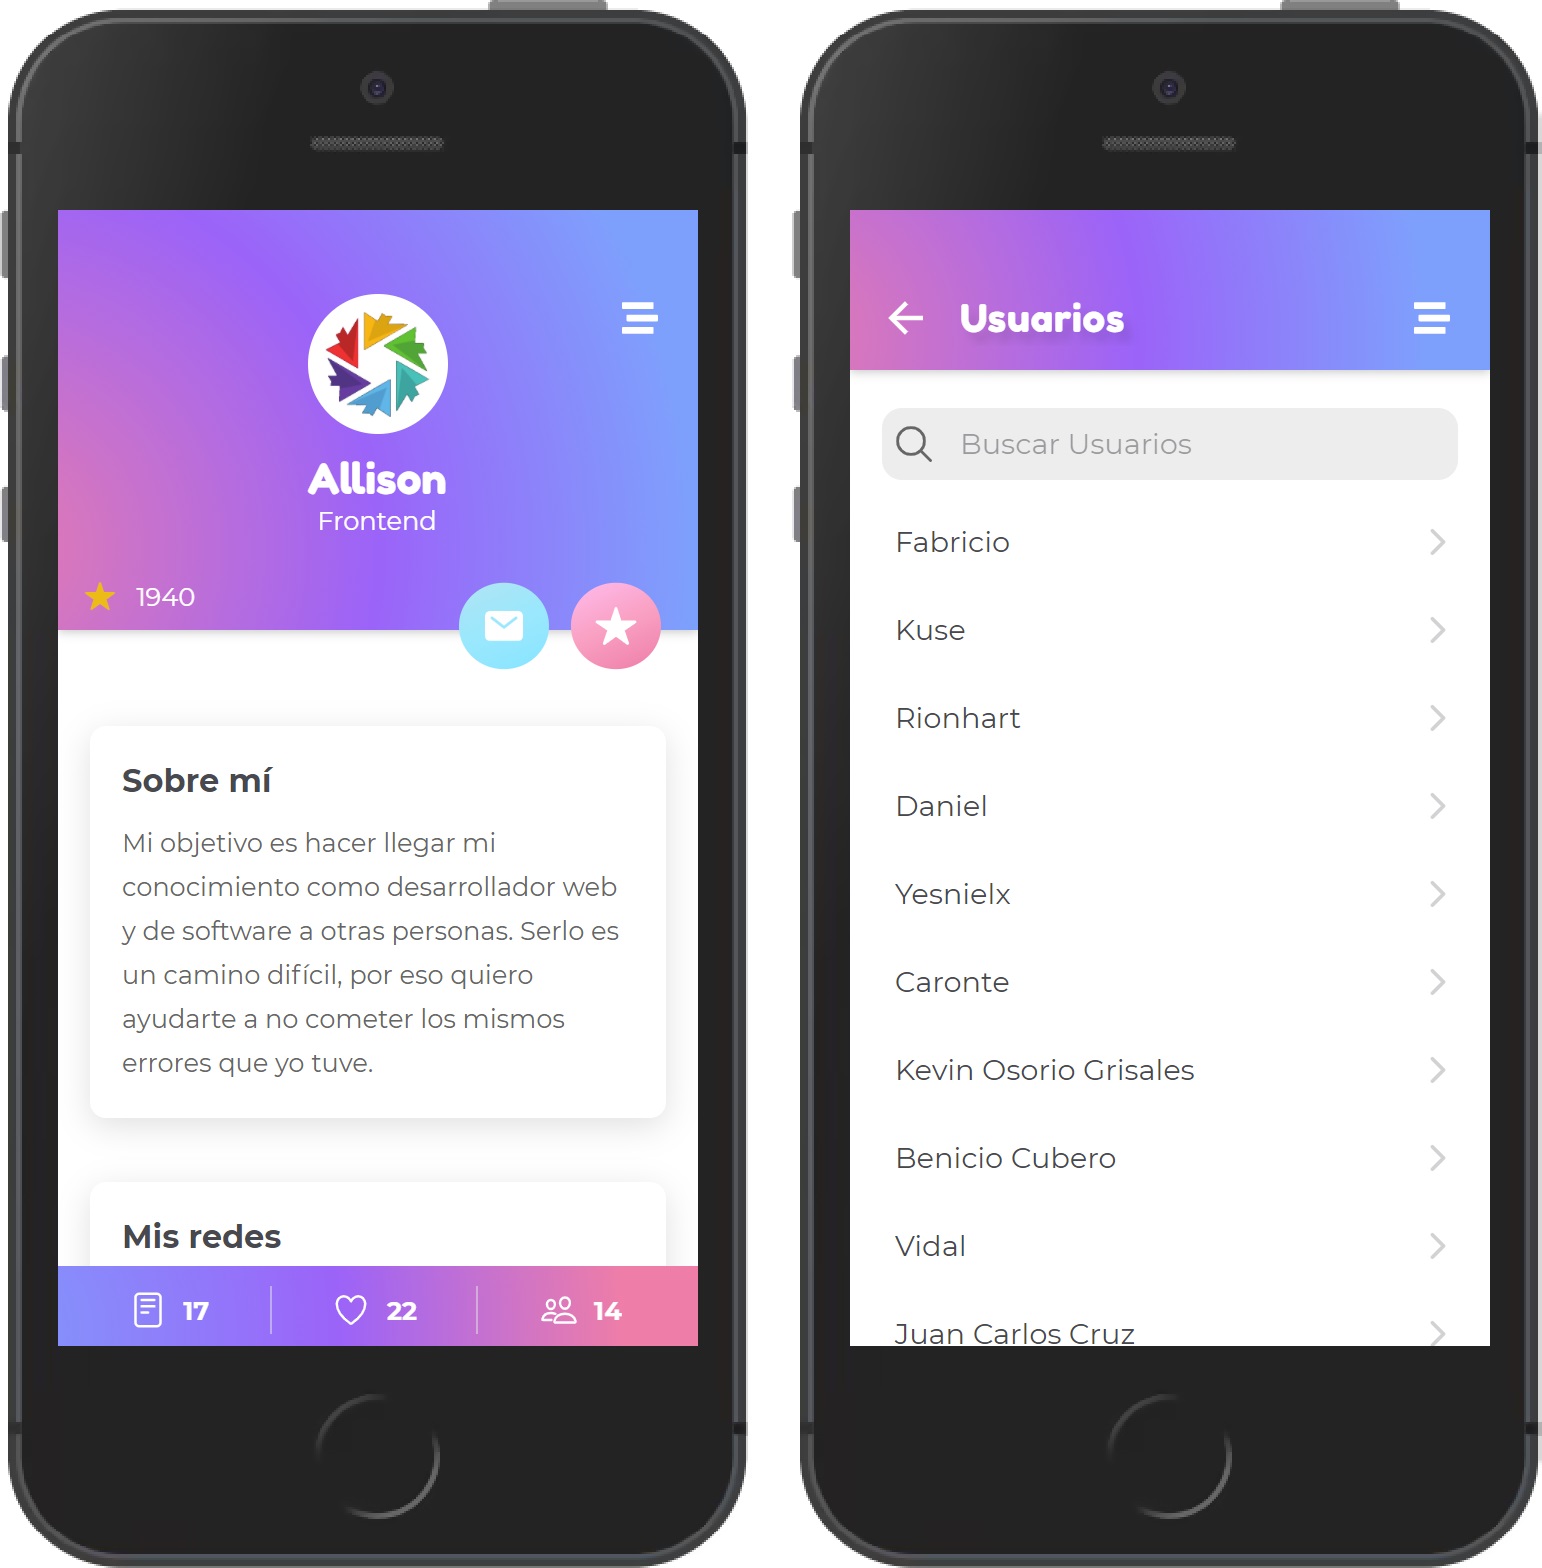 Allison
Frontend
1940
Sobre mí
Mi objetivo es hacer llegar mi
conocimiento como desarrollador web
y de software a otras personas. Serlo es
un camino difícil, por eso quiero
ayudarte a no cometer los mismos
errores que yo tuve.
Mis redes
17
22
14
Usuarios
Buscar Usuarios
Fabricio
Kuse
Rionhart
Daniel
Yesnielx
Caronte
Kevin Osorio Grisales
Benicio Cubero
Vidal
Juan Carlos Cruz